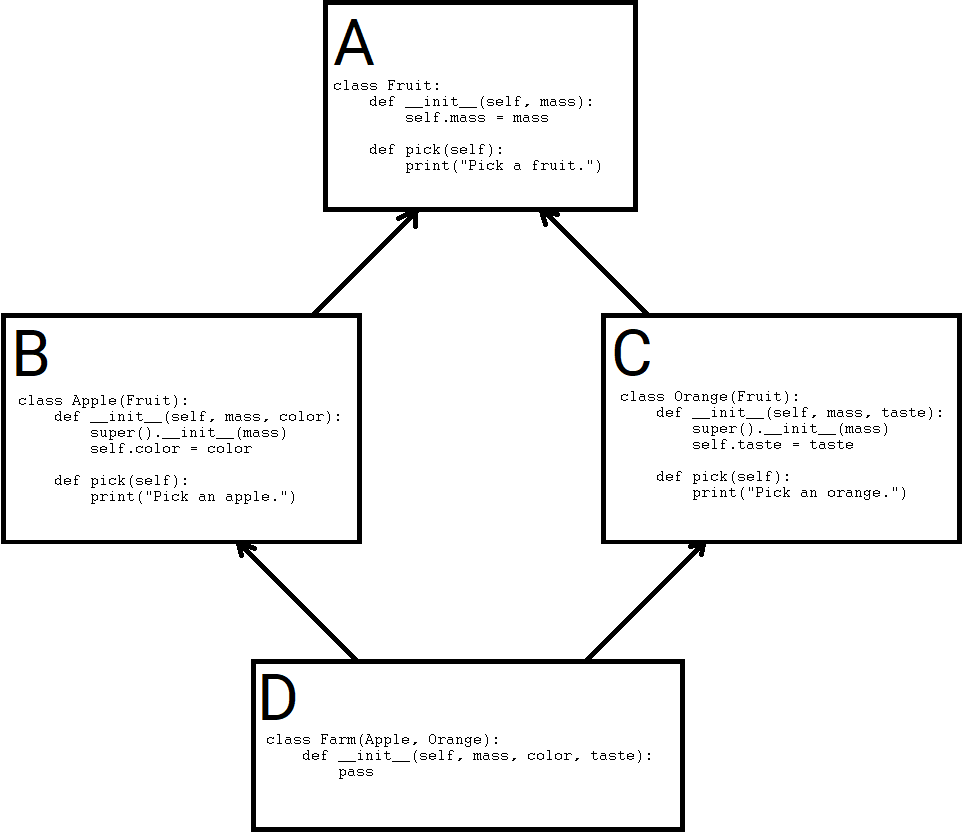 A
class Fruit:
    def __init__(self, mass):
        self.mass = mass
    def pick(self):
        print("Pick a fruit.")
B
class Apple(Fruit):
    def __init__(self, mass, color):
        super().__init__(mass)
        self.color = color
    def pick(self):
        print("Pick an apple.")
C
class Orange(Fruit):
    def __init__(self, mass, taste):
        super().__init__(mass)
        self.taste = taste
    def pick(self):
        print("Pick an orange.")
D
class Farm(Apple, Orange):
    def __init__(self, mass, color, taste):
        pass